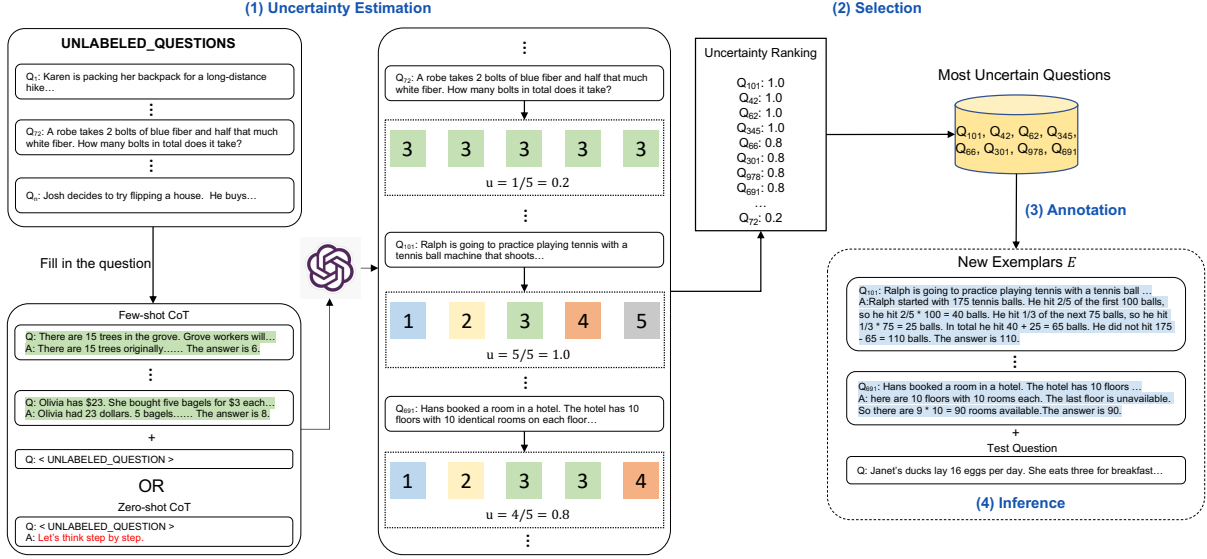 (1) Uncertainty Estimation
UNLABELED_QUESTIONS
Q1: Karen is packing her backpack for a long-distance
hike…
Q72: A robe takes 2 bolts of blue fiber and half that much
white fiber. How many bolts in total does it take?
Qn: Josh decides to try flipping a house.  He buys…
Fill in the question
Few-shot CoT
Q: There are 15 trees in the grove. Grove workers will…
A: There are 15 trees originally…… The answer is 6.
Q: Olivia has $23. She bought five bagels for $3 each…
A: Olivia had 23 dollars. 5 bagels…… The answer is 8.
+
Q: < UNLABELED_QUESTION >
OR
Zero-shot CoT
Q: < UNLABELED_QUESTION >
A: Let's think step by step.
Q72: A robe takes 2 bolts of blue fiber and half that much
white fiber. How many bolts in total does it take?
3 3 3 3 3
u = 1/5 = 0.2
Q101: Ralph is going to practice playing tennis with a
tennis ball machine that shoots…
1 2 3 4 5
u = 5/5 = 1.0
Q691: Hans booked a room in a hotel. The hotel has 10
floors with 10 identical rooms on each floor…
1 2 3 3 4
u = 4/5 = 0.8
(2) Selection
Uncertainty Ranking
Q101: 1.0
Q42: 1.0
Q62: 1.0
Q345: 1.0
Q66: 0.8
Q301: 0.8
Q978: 0.8
Q691: 0.8
…
Q72: 0.2
Most Uncertain Questions
Q101, Q42, Q62, Q345,
Q66, Q301, Q978, Q691
(3) Annotation
New Exemplars E
Q101: Ralph is going to practice playing tennis with a tennis ball …
A:Ralph started with 175 tennis balls. He hit 2/5 of the first 100 balls,
so he hit 2/5 * 100 = 40 balls. He hit 1/3 of the next 75 balls, so he hit
1/3 * 75 = 25 balls. In total he hit 40 + 25 = 65 balls. He did not hit 175
- 65 = 110 balls. The answer is 110.
Q691: Hans booked a room in a hotel. The hotel has 10 floors …
A: here are 10 floors with 10 rooms each. The last floor is unavailable.
So there are 9 * 10 = 90 rooms available.The answer is 90.
+
Test Question
Q: Janet's ducks lay 16 eggs per day. She eats three for breakfast…
(4) Inference